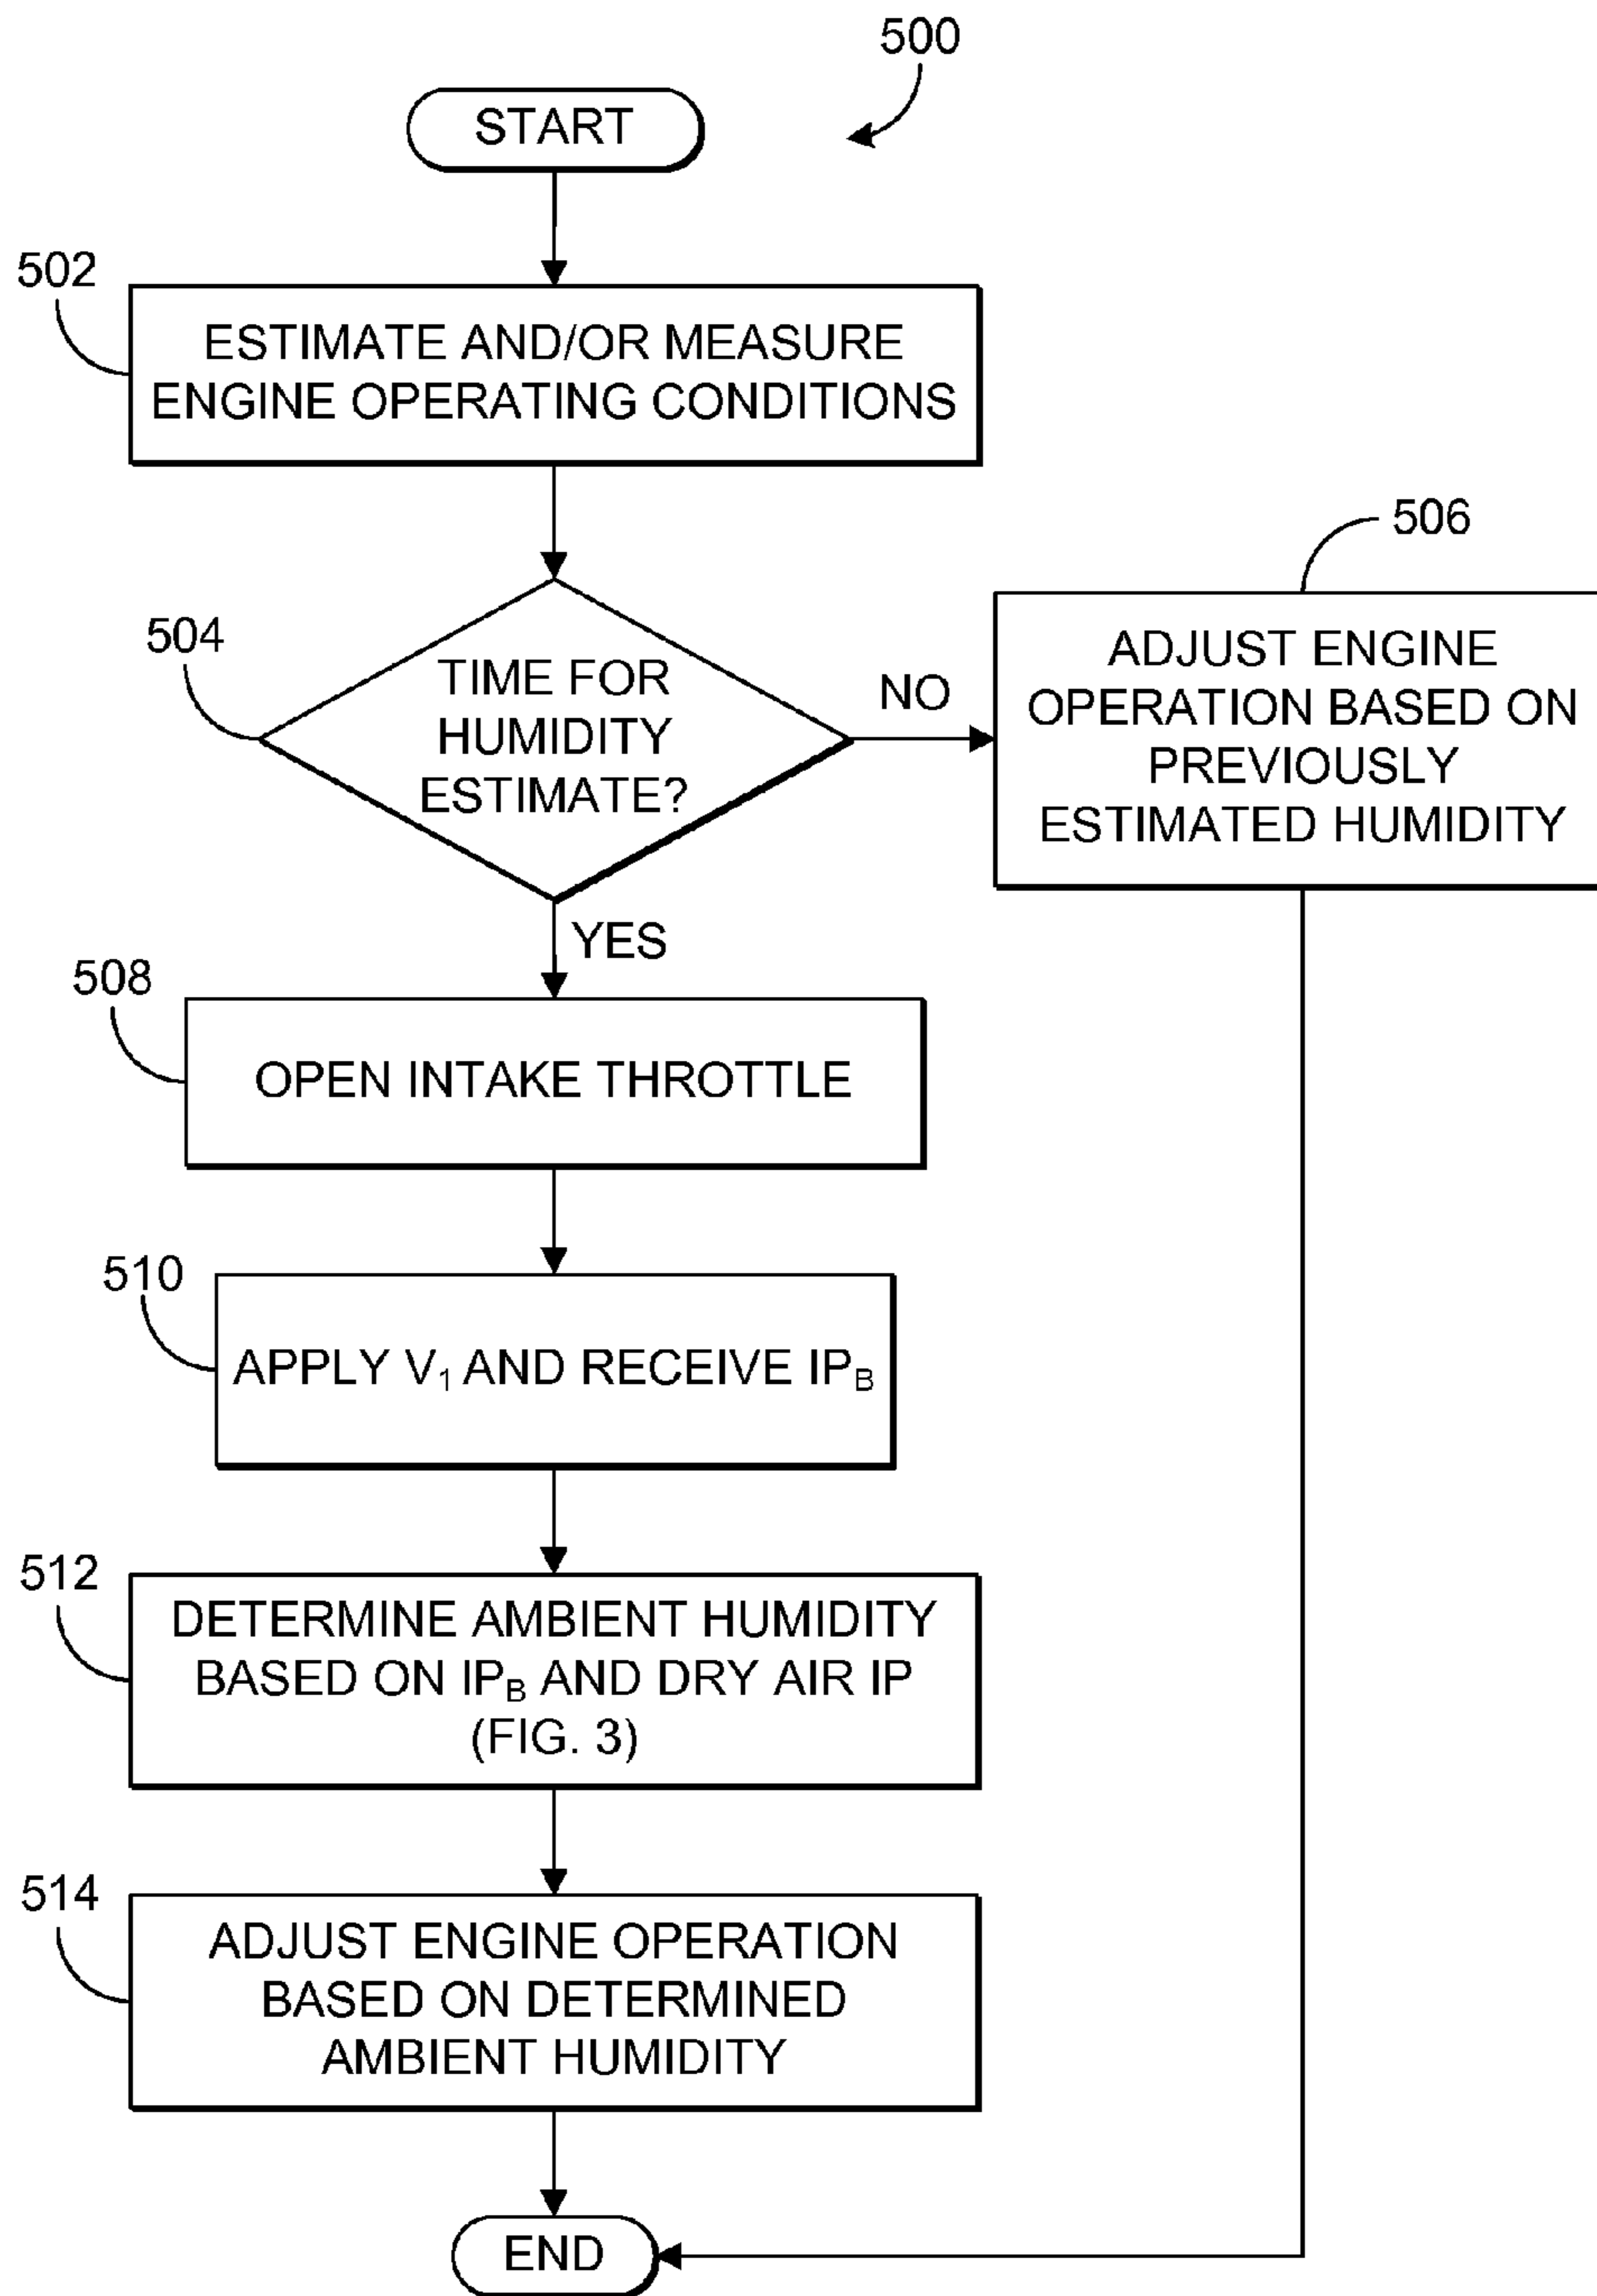 500
START
502
ESTIMATE AND/OR MEASURE
ENGINE OPERATING CONDITIONS
504
TIME FOR
HUMIDITY
ESTIMATE?
NO
506
ADJUST ENGINE
OPERATION BASED ON
PREVIOUSLY
ESTIMATED HUMIDITY
YES
508
OPEN INTAKE THROTTLE
510
APPLY V₁ AND RECEIVE IP_B
512
DETERMINE AMBIENT HUMIDITY
BASED ON IP_B AND DRY AIR IP
(FIG. 3)
514
ADJUST ENGINE OPERATION
BASED ON DETERMINED
AMBIENT HUMIDITY
END